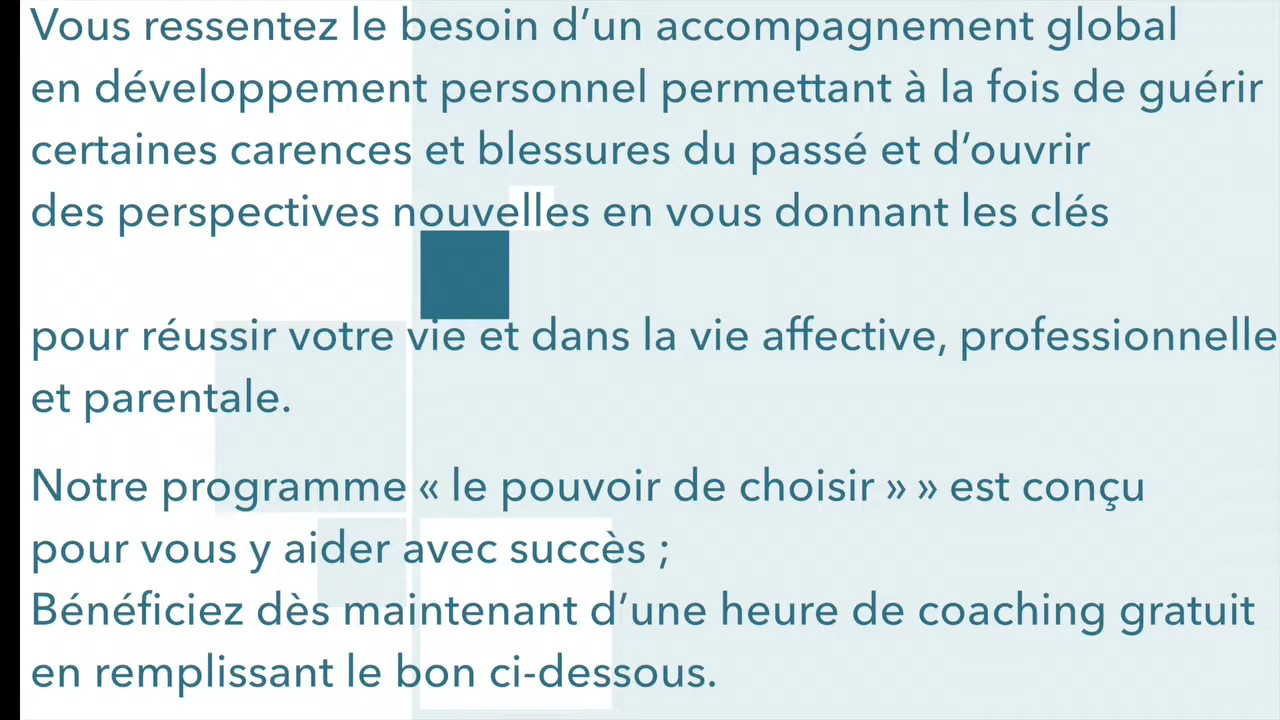 Vous ressentez le besoin d’un accompagnement global
en développement personnel permettant à la fois de guérir
certaines carences et blessures du passé et d’ouvrir
des perspectives nouvelles en vous donnant les clés
pour réussir votre vie et dans la vie affective, professionnelle
et parentale.
Notre programme « le pouvoir de choisir » » est conçu
pour vous y aider avec succès ;
Bénéficiez dès maintenant d’une heure de coaching gratuit
en remplissant le bon ci-dessous.